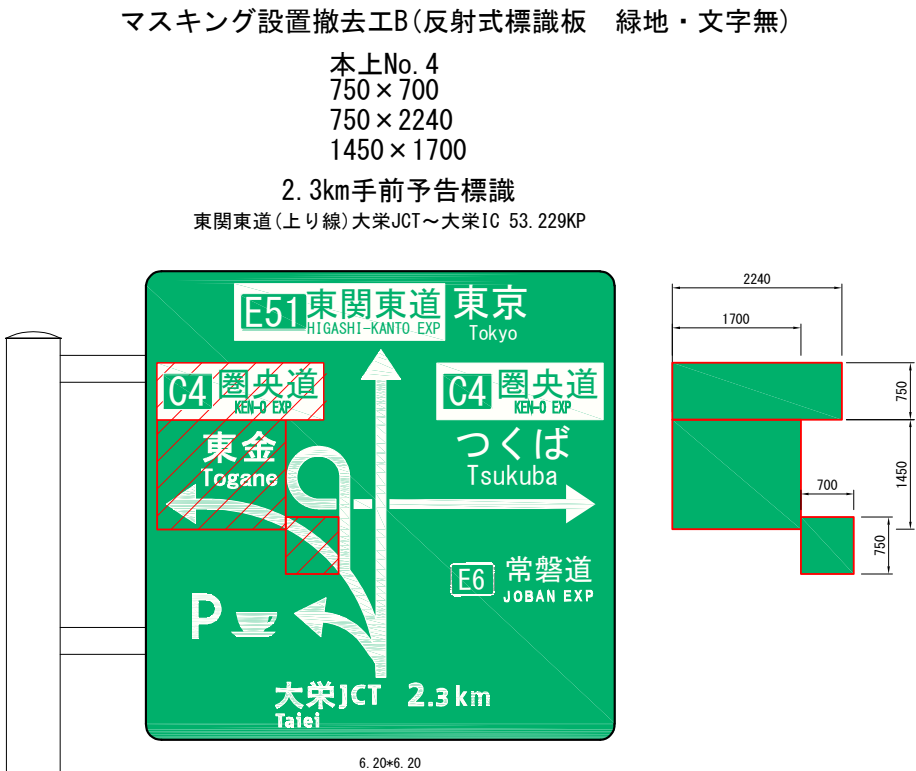 マスキング設置撤去工B(反射式標識板　緑地・文字無)
本上No.4
750×700
750×2240
1450×1700
2.3km手前予告標識
東関東道(上り線)大栄JCT～大栄IC 53.229KP
E51 東関東道 東京
HIGASHI-KANTO EXP Tokyo
C4 圏央道
KEN-O EXP
C4 圏央道
KEN-O EXP
東金
Togane
つくば
Tsukuba
E6 常磐道
JOBAN EXP
P
大栄JCT 2.3km
Taiei
6.20*6.20
2240
1700
750
1450
700
750